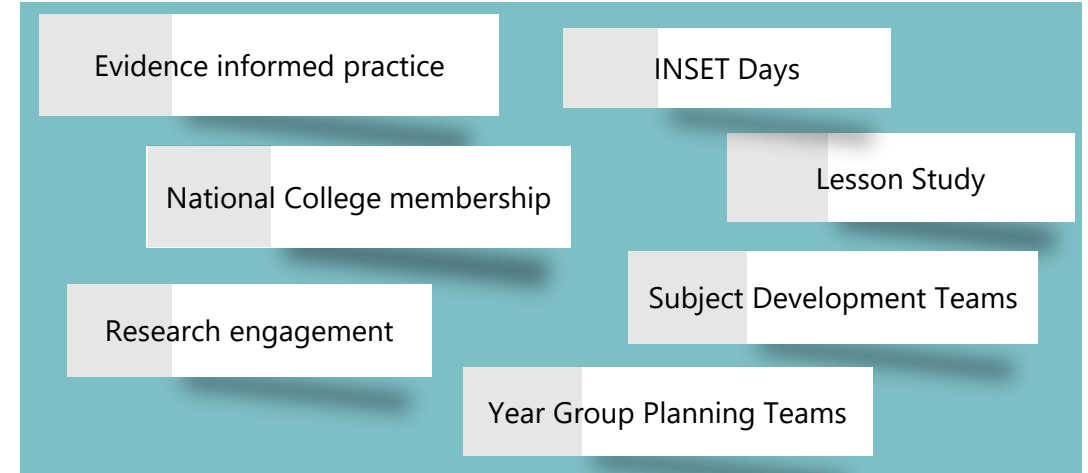 Evidence informed practice
INSET Days
National College membership
Lesson Study
Research engagement
Subject Development Teams
Year Group Planning Teams